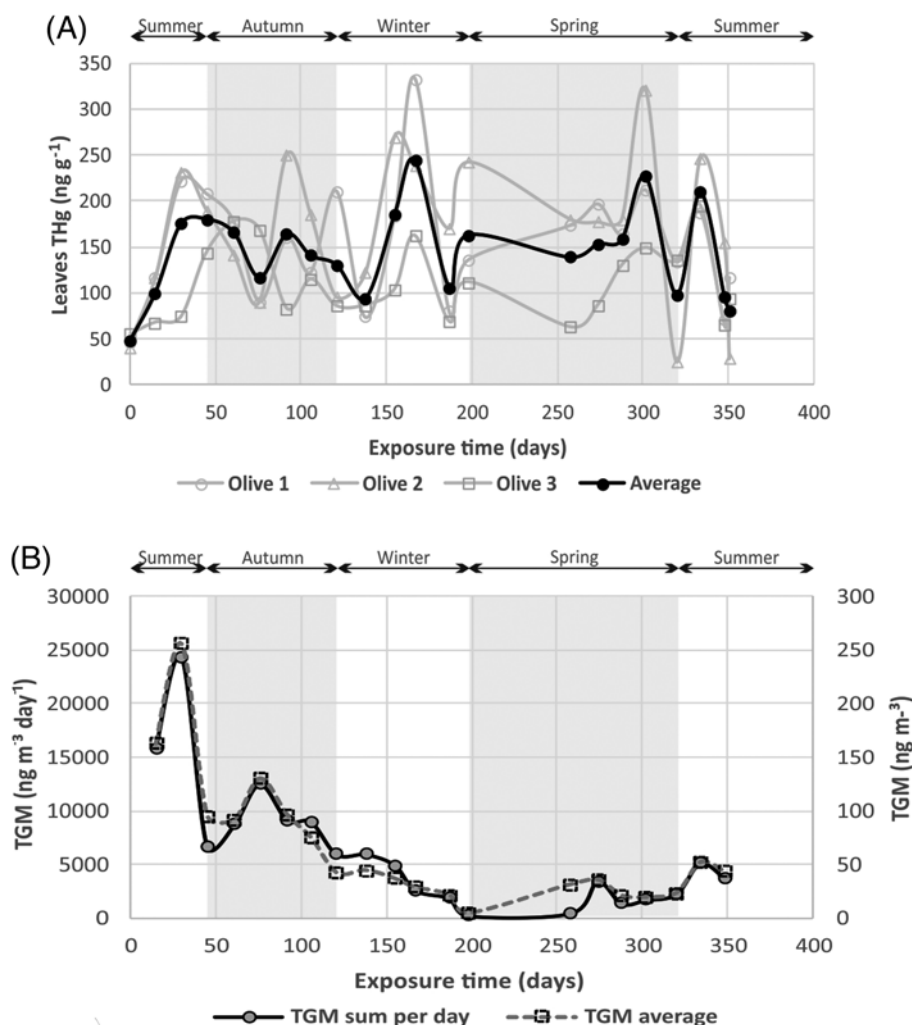 (A)
Summer Autumn Winter Spring Summer
Leaves THg (ng g⁻¹)
350
300
250
200
150
100
50
0
0 50 100 150 200 250 300 350 400
Exposure time (days)
Olive 1 Olive 2 Olive 3 Average
(B)
Summer Autumn Winter Spring Summer
TGM (ng m⁻³ day⁻¹)
30000
25000
20000
15000
10000
5000
0
300
250
200
150
100
50
0
TGM (ng m-³)
0 50 100 150 200 250 300 350 400
Exposure time (days)
TGM sum per day TGM average